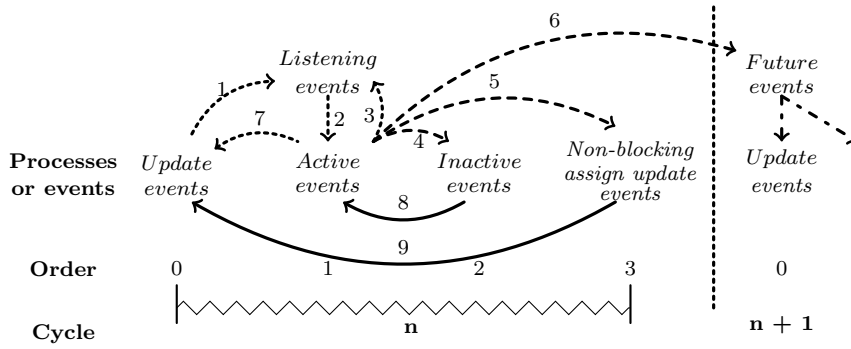 6
Listening
events
Future
events
1
5
7
2
3
4
Processes
or events
Update
events
Active
events
Inactive
events
Non-blocking
assign update
events
Update
events
8
9
Order
0
1
2
3
0
Cycle
n
n + 1